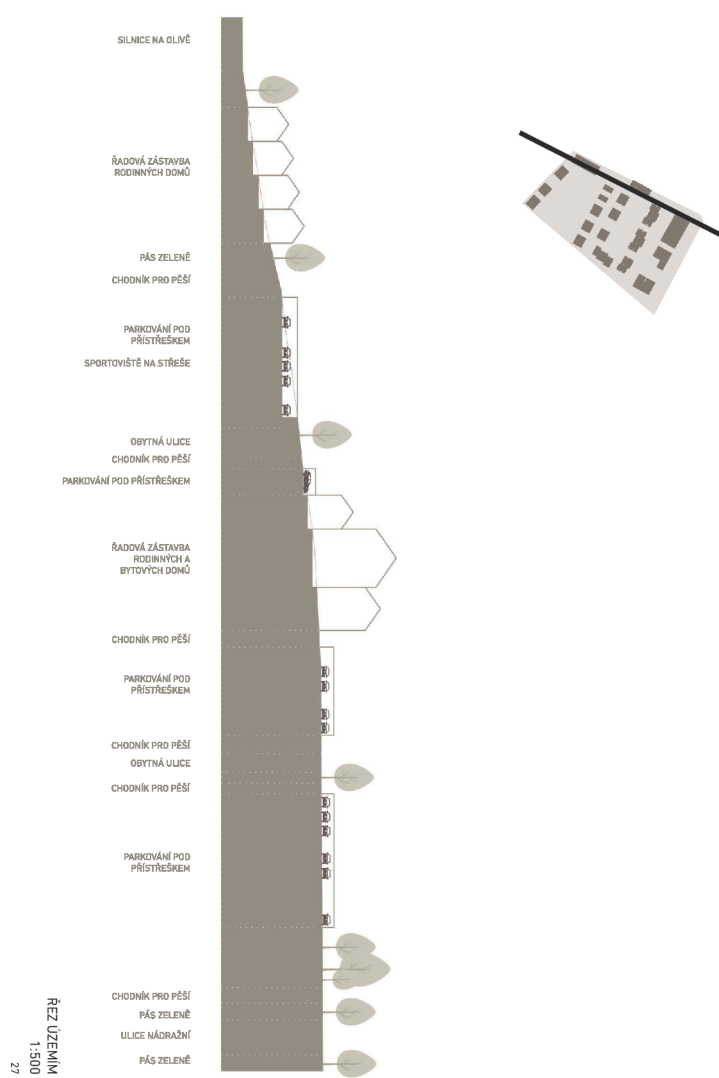 SILNICE NA OLIVĚ
ŘADOVÁ ZÁSTAVBA
RODINNÝCH DOMŮ
PÁS ZELENĚ
CHODNÍK PRO PĚŠÍ
PARKOVÁNÍ POD
PŘÍSTŘEŠKEM
SPORTOVIŠTĚ NA STŘEŠE
OBYTNÁ ULICE
CHODNÍK PRO PĚŠÍ
PARKOVÁNÍ POD PŘÍSTŘEŠKEM
ŘADOVÁ ZÁSTAVBA
RODINNÝCH A
BYTOVÝCH DOMŮ
CHODNÍK PRO PĚŠÍ
PARKOVÁNÍ POD
PŘÍSTŘEŠKEM
CHODNÍK PRO PĚŠÍ
OBYTNÁ ULICE
CHODNÍK PRO PĚŠÍ
PARKOVÁNÍ POD
PŘÍSTŘEŠKEM
CHODNÍK PRO PĚŠÍ
PÁS ZELENĚ
ULICE NÁDRAŽNÍ
PÁS ZELENĚ
ŘEZ ÚZEMÍM
1:500
27